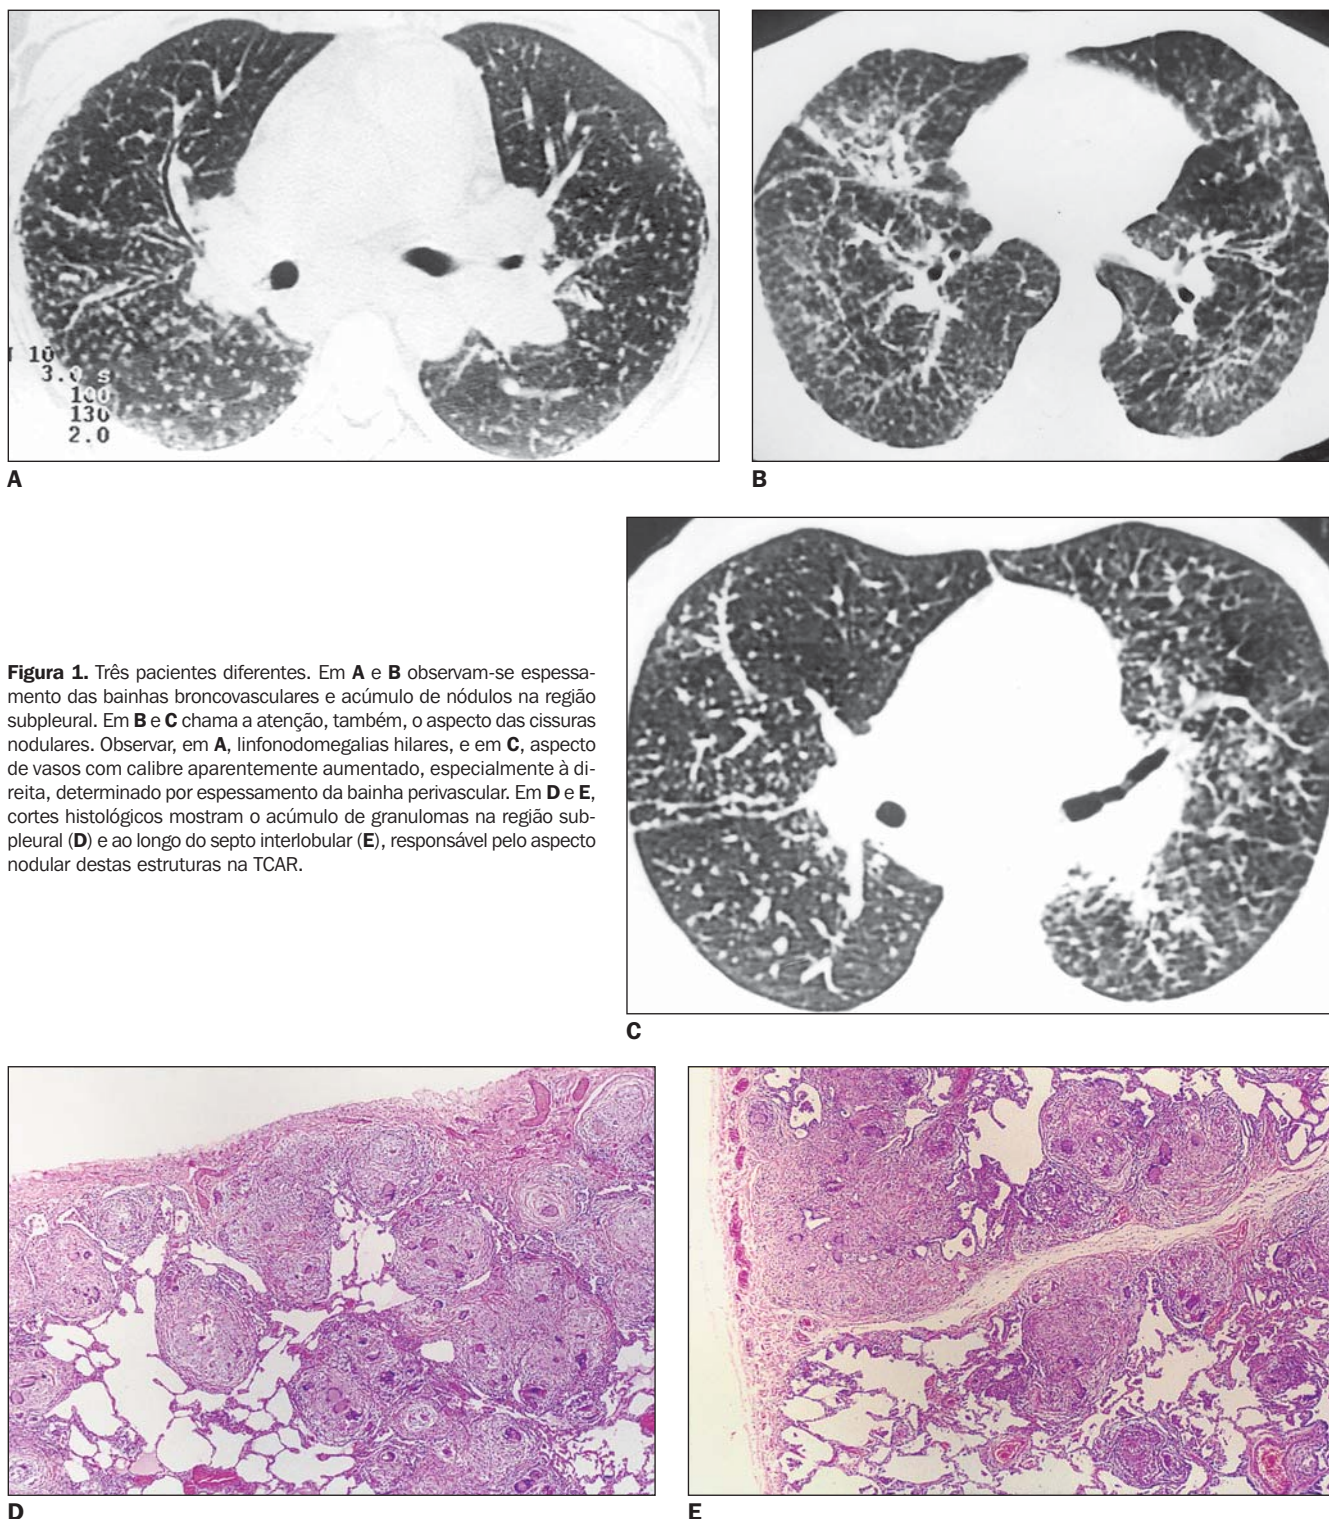 10
3.0 s
100
130
2.0
A
B
Figura 1. Três pacientes diferentes. Em A e B observam-se espessa-
mento das bainhas broncovasculares e acúmulo de nódulos na região
subpleural. Em B e C chama a atenção, também, o aspecto das cissuras
nodulares. Observar, em A, linfonodomegalias hilares, e em C, aspecto
de vasos com calibre aparentemente aumentado, especialmente à di-
reita, determinado por espessamento da bainha perivascular. Em D e E,
cortes histológicos mostram o acúmulo de granulomas na região sub-
pleural (D) e ao longo do septo interlobular (E), responsável pelo aspecto
nodular destas estruturas na TCAR.
C
D
E